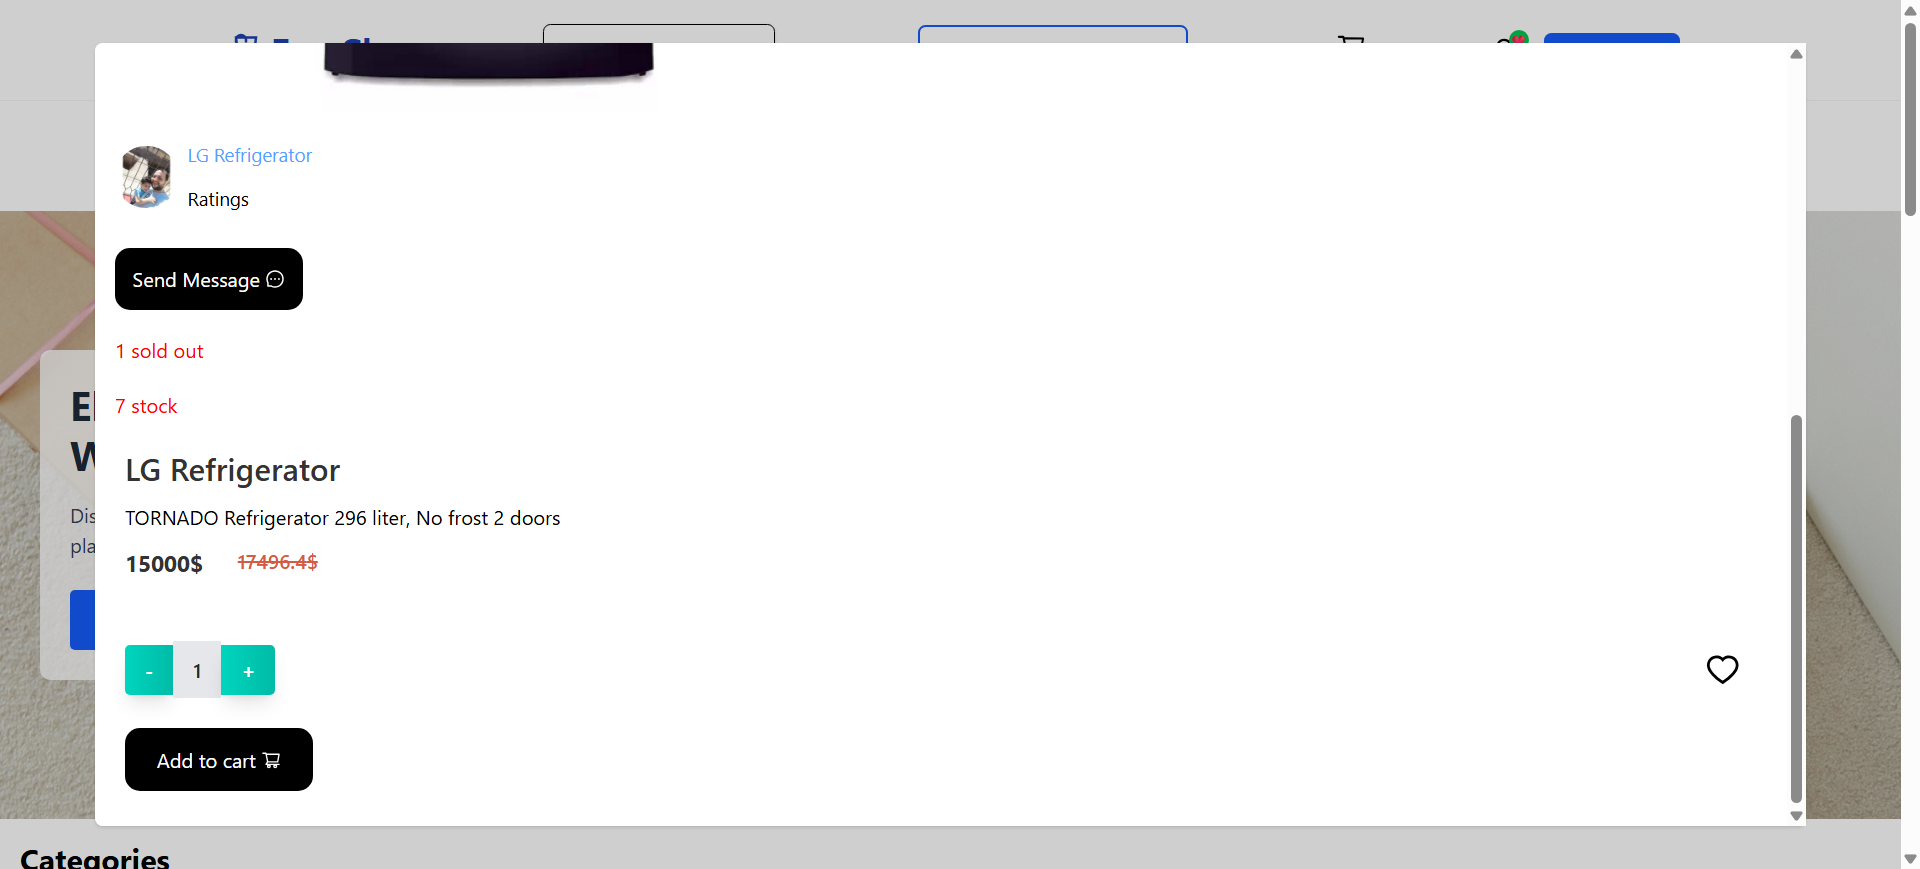 LG Refrigerator
Ratings
Send Message
1 sold out
7 stock
LG Refrigerator
TORNADO Refrigerator 296 liter, No frost 2 doors
15000$ 17496.4$
- 1 +
Add to cart
Categories